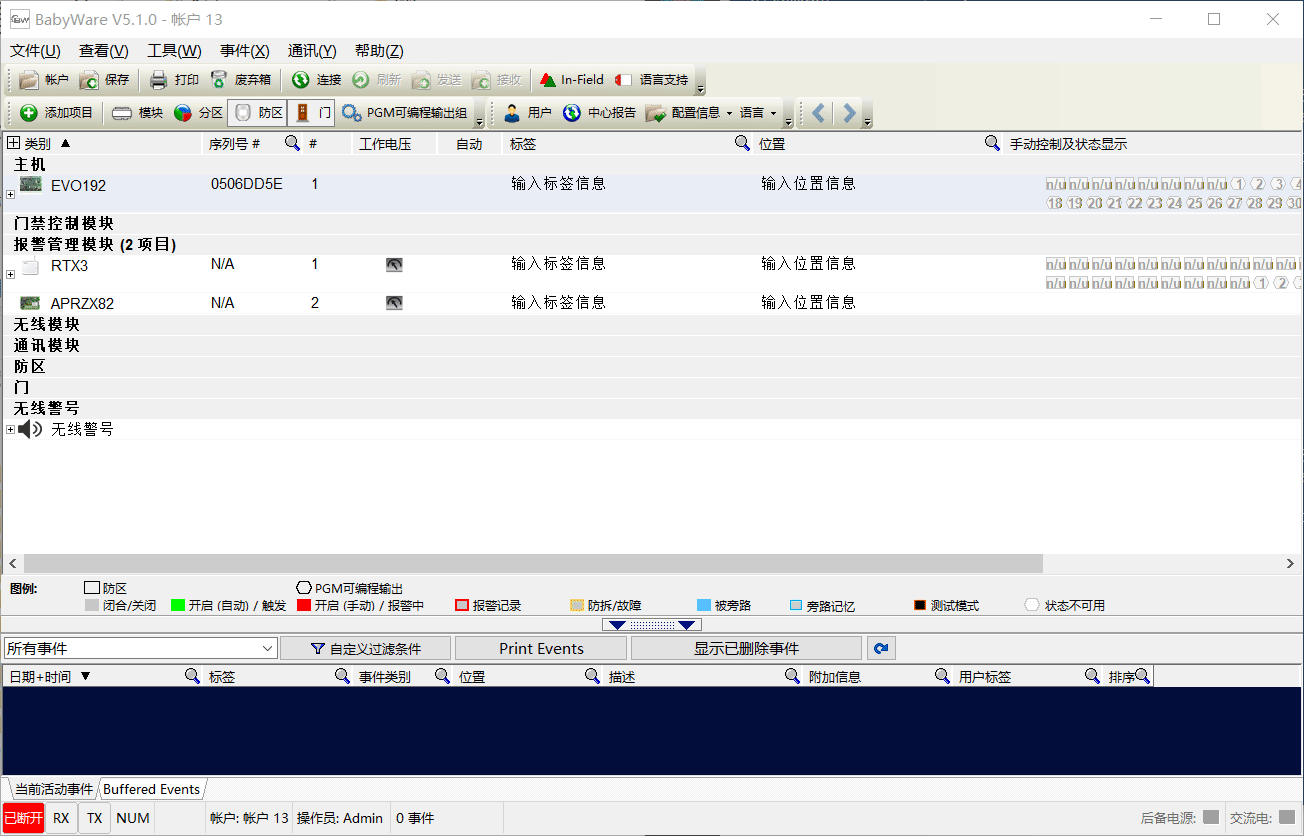 BabyWare V5.1.0 - 帐户 13
文件(U) 查看(V) 工具(W) 事件(X) 通讯(Y) 帮助(Z)
帐户 保存 打印 废弃箱 连接 刷新 发送 接收 In-Field 语言支持
添加项目 模块 分区 防区 门 PGM可编程输出组 用户 中心报告 配置信息 语言
类别 序列号 # # 工作电压 自动 标签 位置 手动控制及状态显示
主机
EVO192 0506DD5E 1 输入标签信息 输入位置信息 n/u n/u n/u n/u n/u n/u n/u n/u 1 2 3 4
18 19 20 21 22 23 24 25 26 27 28 29 30
门禁控制模块
报警管理模块 (2 项目)
RTX3 N/A 1 输入标签信息 输入位置信息 n/u n/u n/u n/u n/u n/u n/u n/u n/u n/u n/u
n/u n/u n/u n/u n/u n/u n/u n/u n/u 1 2
APRZX82 N/A 2 输入标签信息 输入位置信息
无线模块
通讯模块
防区
门
无线警号
无线警号
图例: 防区 PGM可编程输出
闭合/关闭 开启 (自动) / 触发 开启 (手动) / 报警中 报警记录 防拆/故障 被旁路 旁路记忆 测试模式 状态不可用
所有事件 自定义过滤条件 Print Events 显示已删除事件
日期+时间 标签 事件类别 位置 描述 附加信息 用户标签 排序
当前活动事件 Buffered Events
已断开 RX TX NUM 帐户: 帐户 13 操作员: Admin 0 事件 后备电源: 交流电: